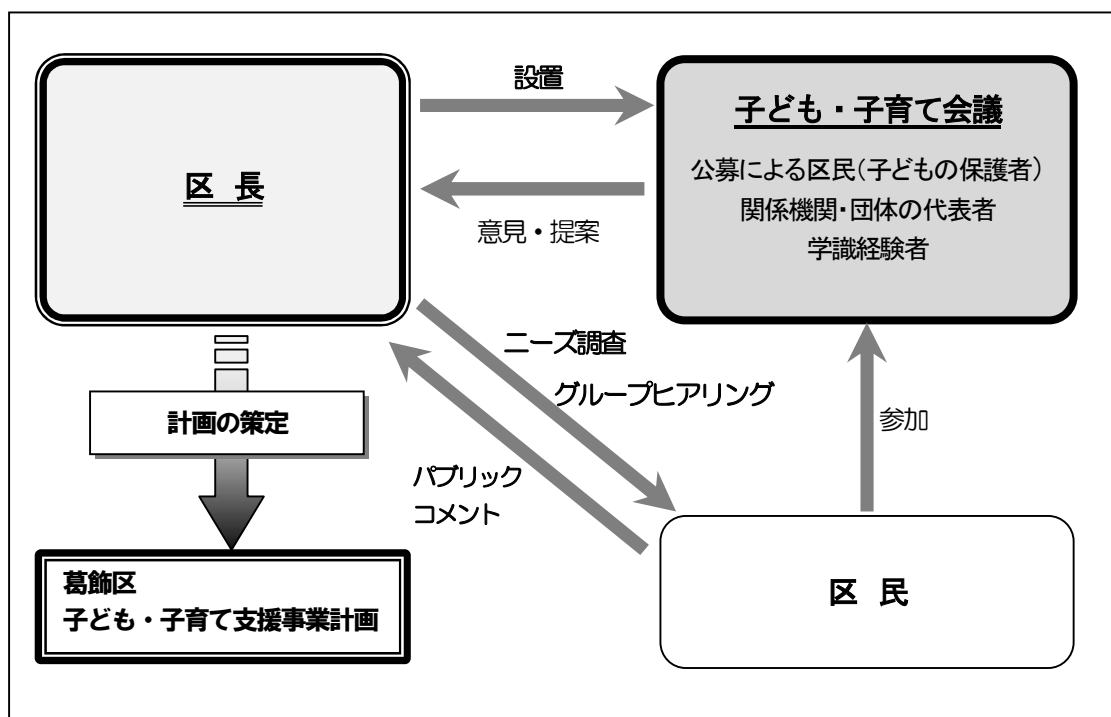 設置
子ども・子育て会議
公募による区民(子どもの保護者)
関係機関・団体の代表者
学識経験者
区 長
意見・提案
ニーズ調査
グループヒアリング
計画の策定
参加
パブリック
コメント
葛飾区
子ども・子育て支援事業計画
区 民